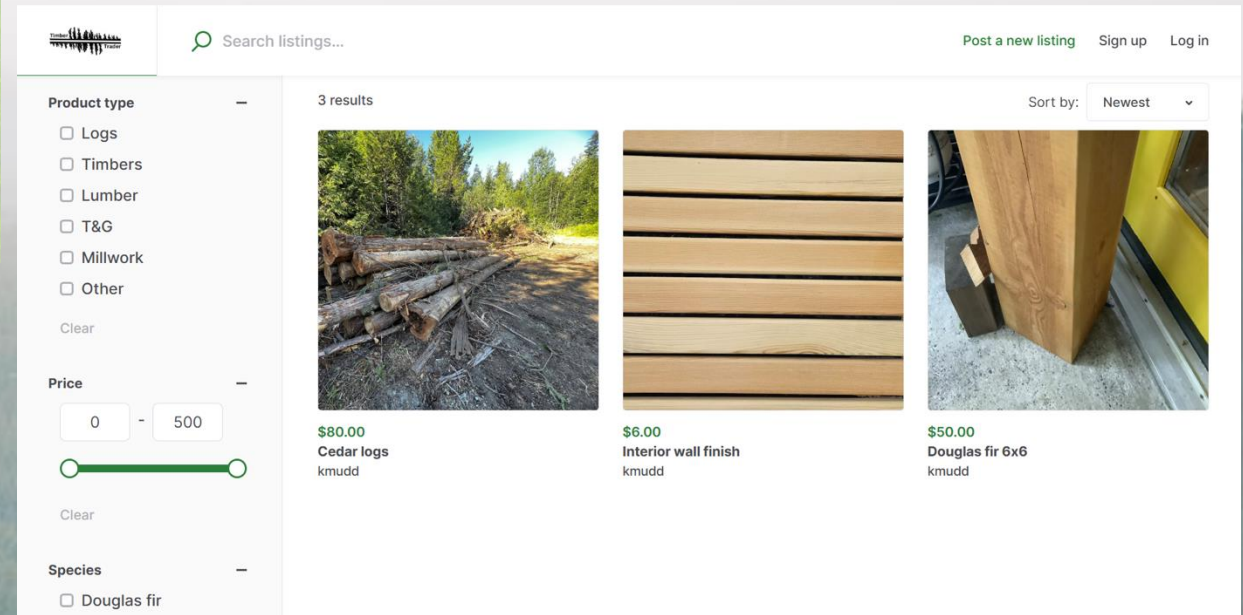 Timber
Trader
Search listings...
Post a new listing
Sign up
Log in
Product type
Logs
Timbers
Lumber
T&G
Millwork
Other
Clear
Price
0 - 500
Clear
Species
Douglas fir
3 results
Sort by: Newest
$80.00
Cedar logs
kmudd
$6.00
Interior wall finish
kmudd
$50.00
Douglas fir 6x6
kmudd